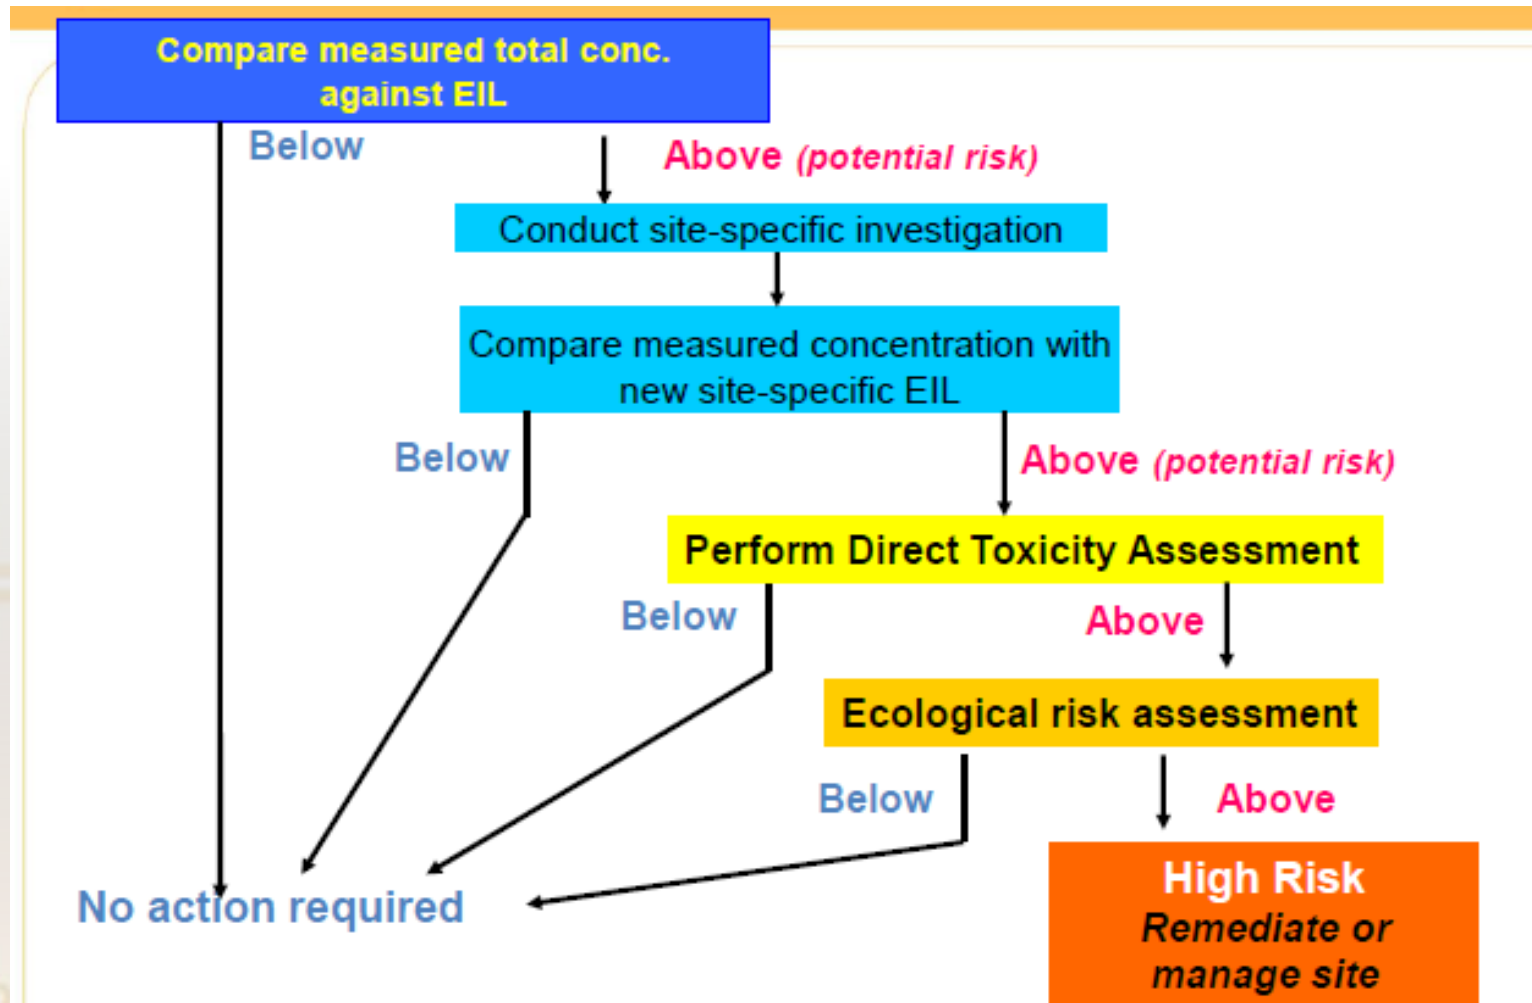 Compare measured total conc.
against EIL
Below
Above (potential risk)
Conduct site-specific investigation
Compare measured concentration with
new site-specific EIL
Below
Above (potential risk)
Perform Direct Toxicity Assessment
Below
Above
Ecological risk assessment
Below
Above
High Risk
Remediate or
manage site
No action required